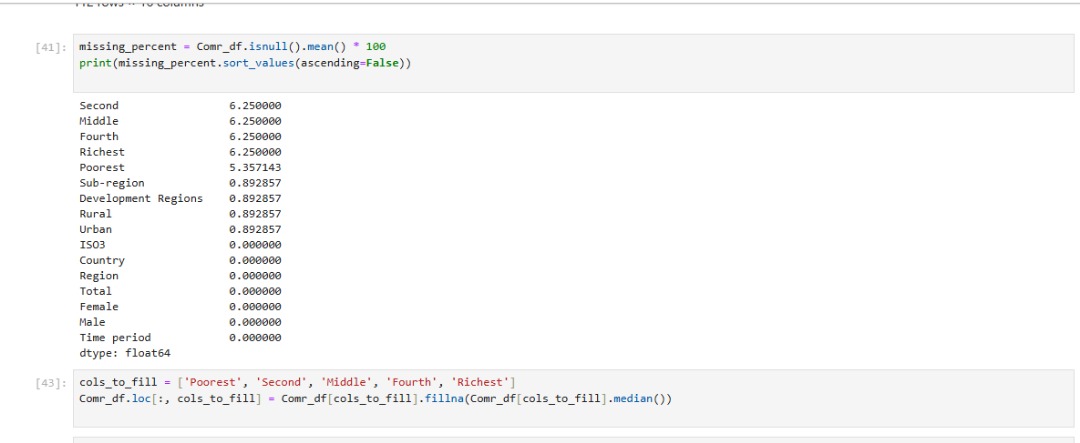 112 rows × 16 columns
[41]: missing_percent = Comr_df.isnull().mean() * 100
print(missing_percent.sort_values(ascending=False))
Second 6.250000
Middle 6.250000
Fourth 6.250000
Richest 6.250000
Poorest 5.357143
Sub-region 0.892857
Development Regions 0.892857
Rural 0.892857
Urban 0.892857
ISO3 0.000000
Country 0.000000
Region 0.000000
Total 0.000000
Female 0.000000
Male 0.000000
Time period 0.000000
dtype: float64
[43]: cols_to_fill = ['Poorest', 'Second', 'Middle', 'Fourth', 'Richest']
Comr_df.loc[:, cols_to_fill] = Comr_df[cols_to_fill].fillna(Comr_df[cols_to_fill].median())